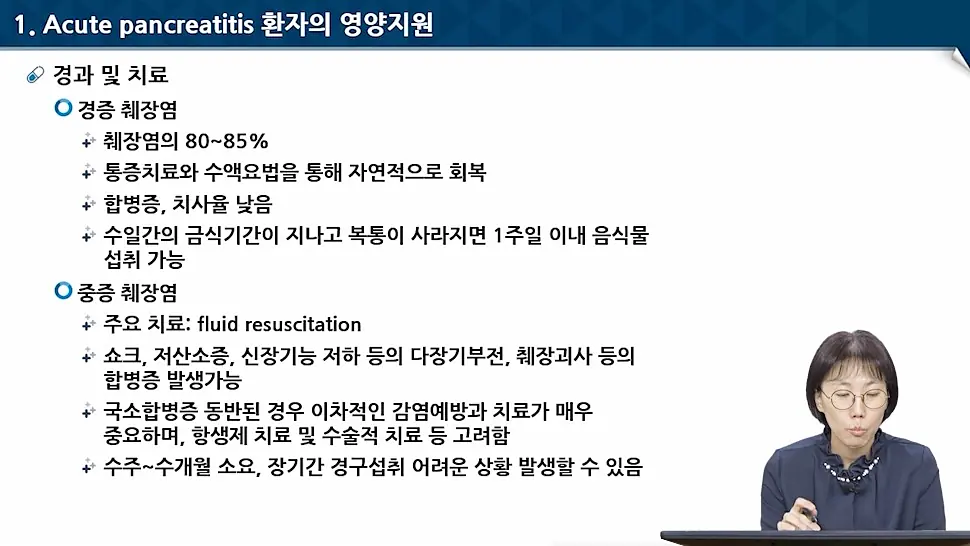 1. Acute pancreatitis 환자의 영양지원
경과 및 치료
경증 췌장염
췌장염의 80~85%
통증치료와 수액요법을 통해 자연적으로 회복
합병증, 치사율 낮음
수일간의 금식기간이 지나고 복통이 사라지면 1주일 이내 음식물
섭취 가능
중증 췌장염
주요 치료: fluid resuscitation
쇼크, 저산소증, 신장기능 저하 등의 다장기부전, 췌장괴사 등의
합병증 발생가능
국소합병증 동반된 경우 이차적인 감염예방과 치료가 매우
중요하며, 항생제 치료 및 수술적 치료 등 고려함
수주~수개월 소요, 장기간 경구섭취 어려운 상황 발생할 수 있음